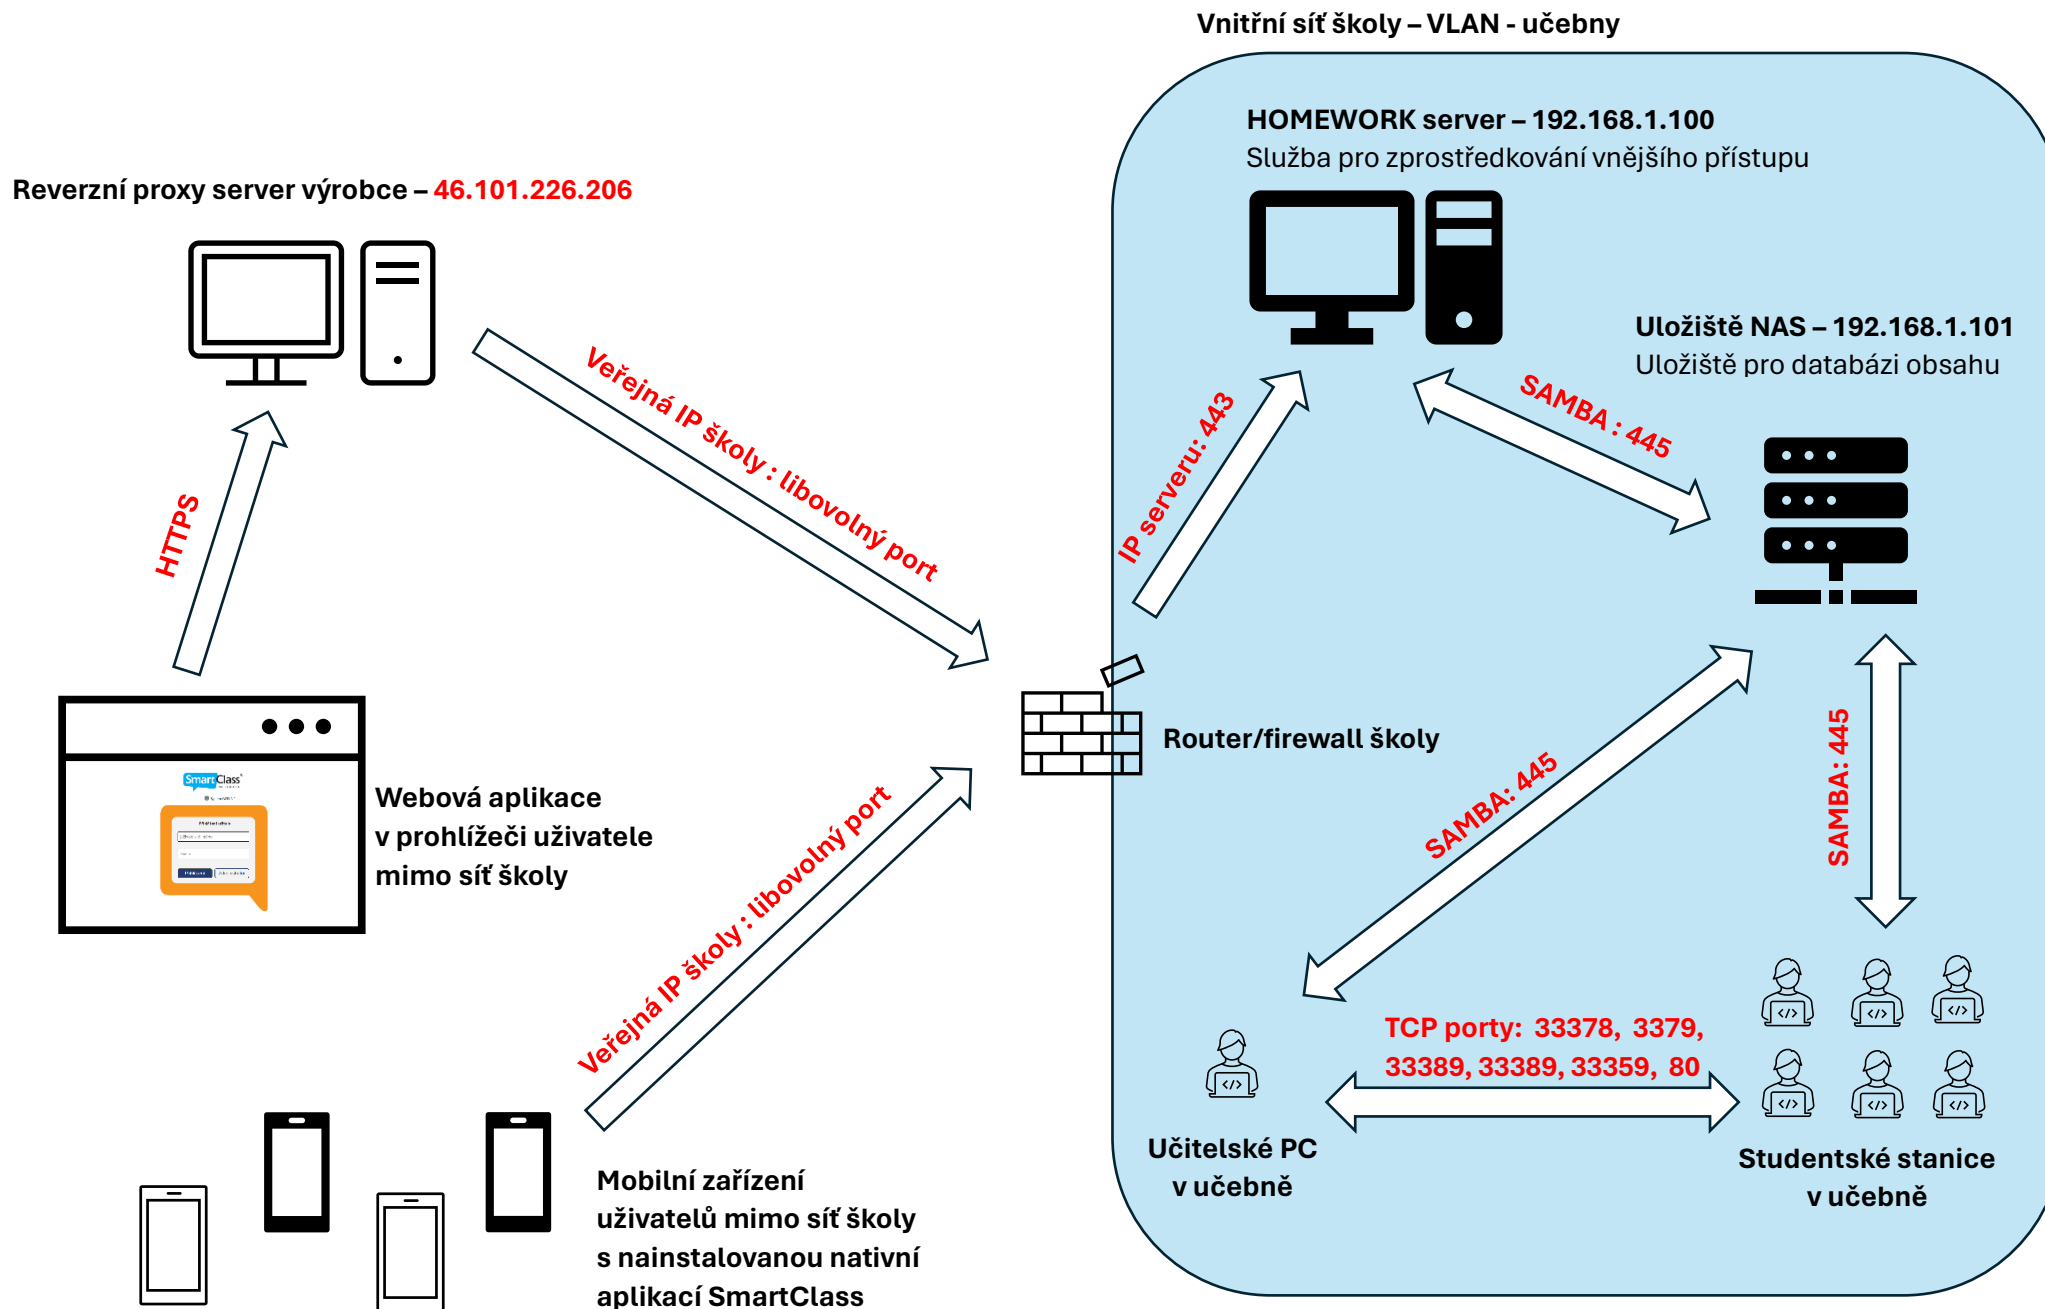 Vnitřní síť školy – VLAN - učebny
HOMEWORK server – 192.168.1.100
Služba pro zprostředkování vnějšího přístupu
Reverzní proxy server výrobce – 46.101.226.206
Uložiště NAS – 192.168.1.101
Uložiště pro databázi obsahu
Veřejná IP školy : libovolný port
IP serveru: 443
SAMBA : 445
HTTPS
Router/firewall školy
SmartClass
Webová aplikace
v prohlížeči uživatele
mimo síť školy
Veřejná IP školy : libovolný port
SAMBA: 445
SAMBA: 445
TCP porty: 33378, 3379,
33389, 33389, 33359, 80
Učitelské PC
v učebně
Studentské stanice
v učebně
Mobilní zařízení
uživatelů mimo síť školy
s nainstalovanou nativní
aplikací SmartClass